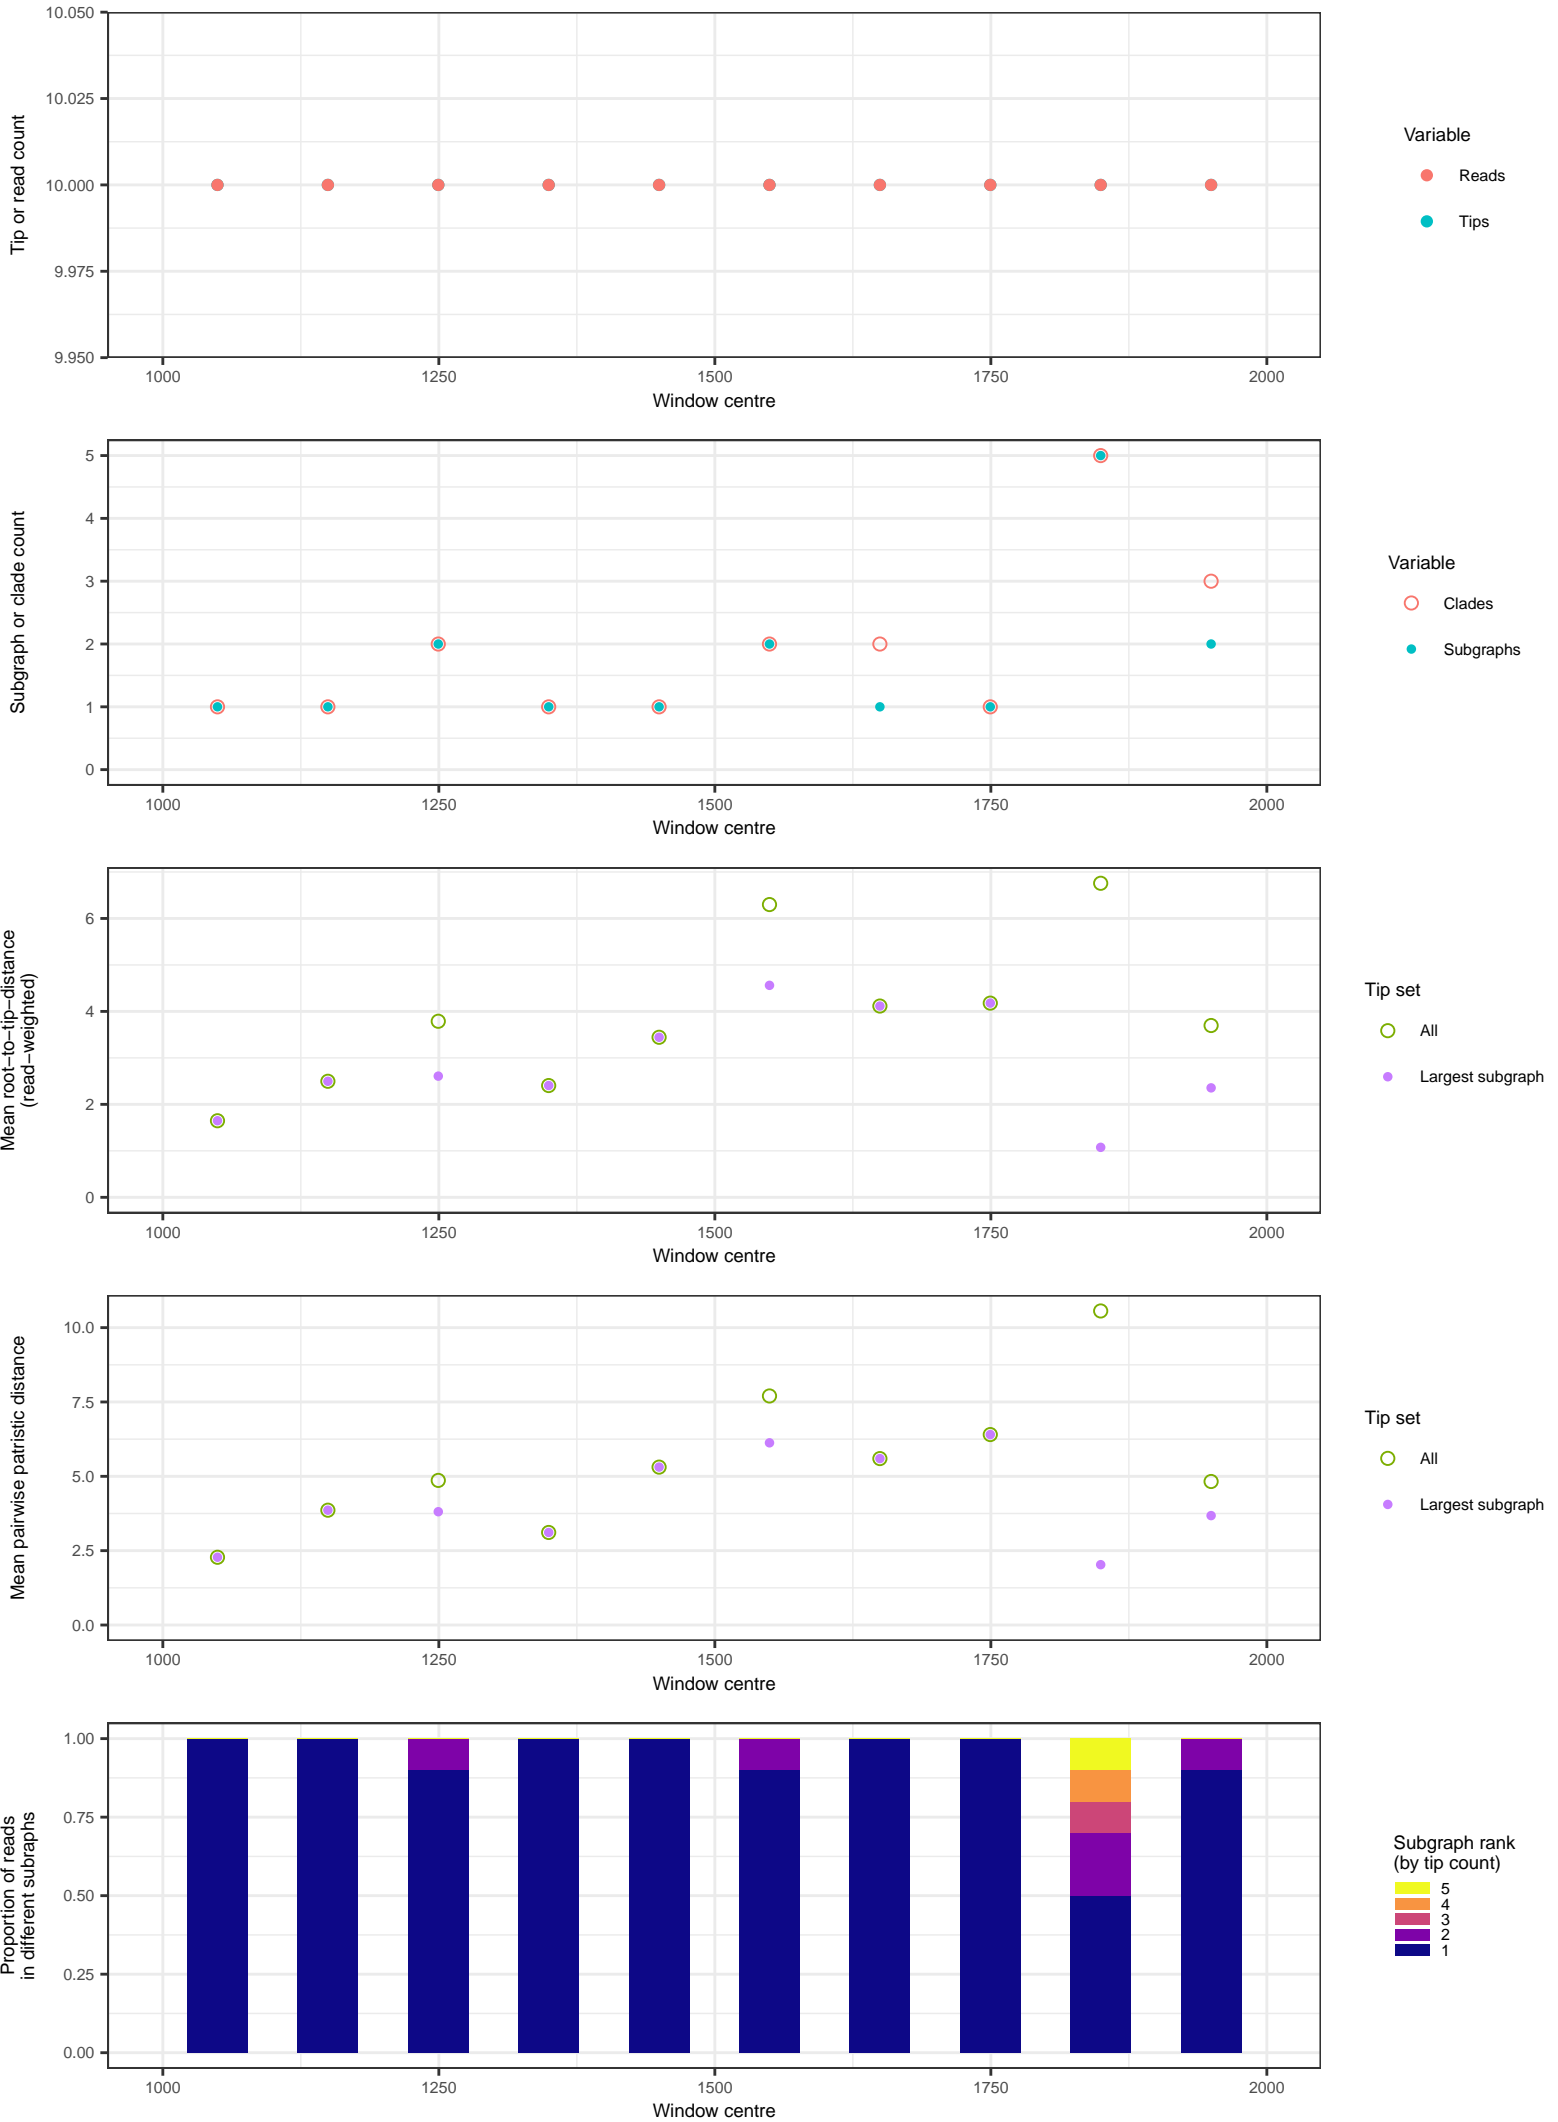 10.050
10.025
10.000
9.975
9.950
Tip or read count
1000 1250 1500 1750 2000
Window centre
Variable
Reads
Tips
5
4
3
2
1
0
Subgraph or clade count
1000 1250 1500 1750 2000
Window centre
Variable
Clades
Subgraphs
6
4
2
0
Mean root−to−tip−distance
(read−weighted)
1000 1250 1500 1750 2000
Window centre
Tip set
All
Largest subgraph
10.0
7.5
5.0
2.5
0.0
Mean pairwise patristic distance
1000 1250 1500 1750 2000
Window centre
Tip set
All
Largest subgraph
1.00
0.75
0.50
0.25
0.00
Proportion of reads
in different subraphs
1000 1250 1500 1750 2000
Window centre
Subgraph rank
(by tip count)
5
4
3
2
1